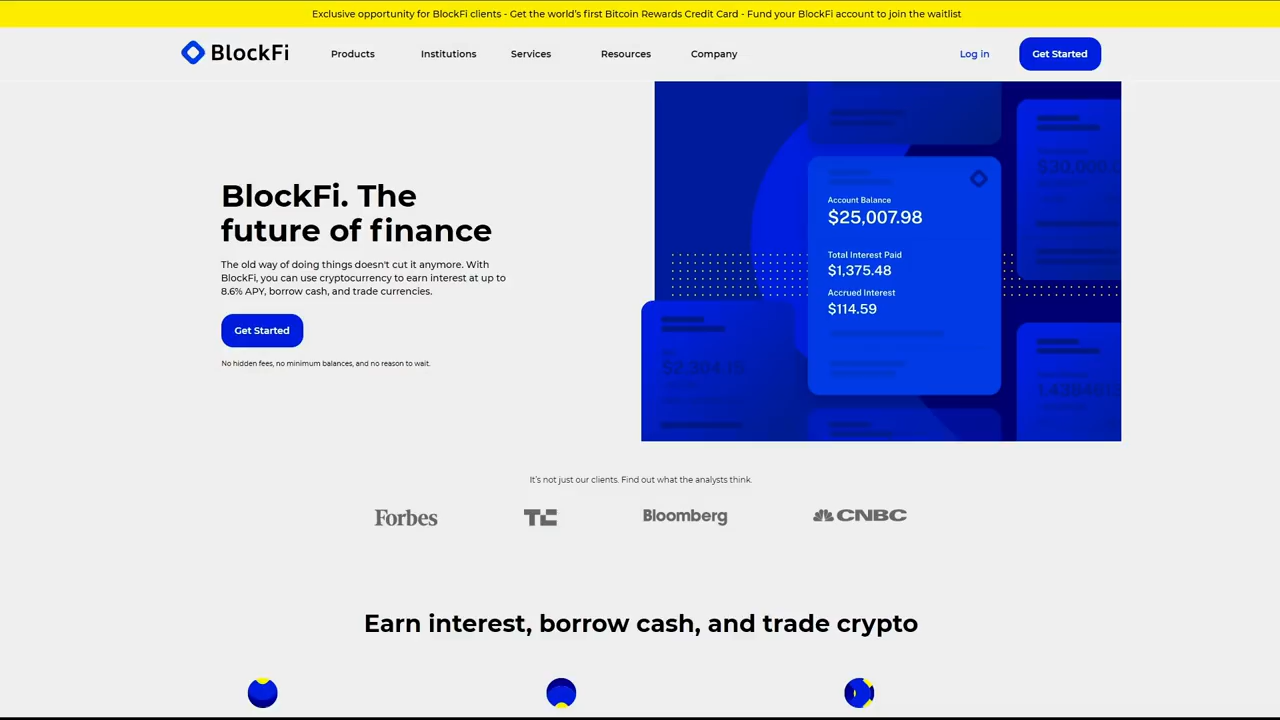 Exclusive opportunity for BlockFi clients - Get the world's first Bitcoin Rewards Credit Card - Fund your BlockFi account to join the waitlist
BlockFi
Products
Institutions
Services
Resources
Company
Log in
Get Started
BlockFi. The
future of finance
The old way of doing things doesn't cut it anymore. With
BlockFi, you can use cryptocurrency to earn interest at up to
8.6% APY, borrow cash, and trade currencies.
Get Started
No hidden fees, no minimum balances, and no reason to wait.
Account Balance
$25,007.98
Total Interest Paid
$1,375.48
Accrued Interest
$114.59
It's not just our clients. Find out what the analysts think.
Forbes
TC
Bloomberg
CNBC
Earn interest, borrow cash, and trade crypto